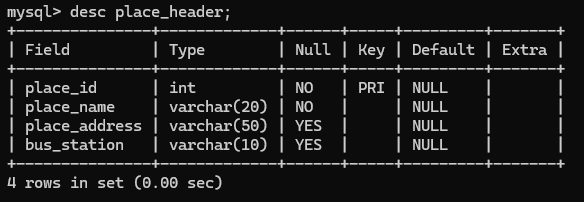 mysql> desc place_header;
+---------------+-------------+------+-----+---------+-------+
| Field         | Type        | Null | Key | Default | Extra |
+---------------+-------------+------+-----+---------+-------+
| place_id      | int         | NO   | PRI | NULL    |       |
| place_name    | varchar(20) | NO   |     | NULL    |       |
| place_address | varchar(50) | YES  |     | NULL    |       |
| bus_station   | varchar(10) | YES  |     | NULL    |       |
+---------------+-------------+------+-----+---------+-------+
4 rows in set (0.00 sec)